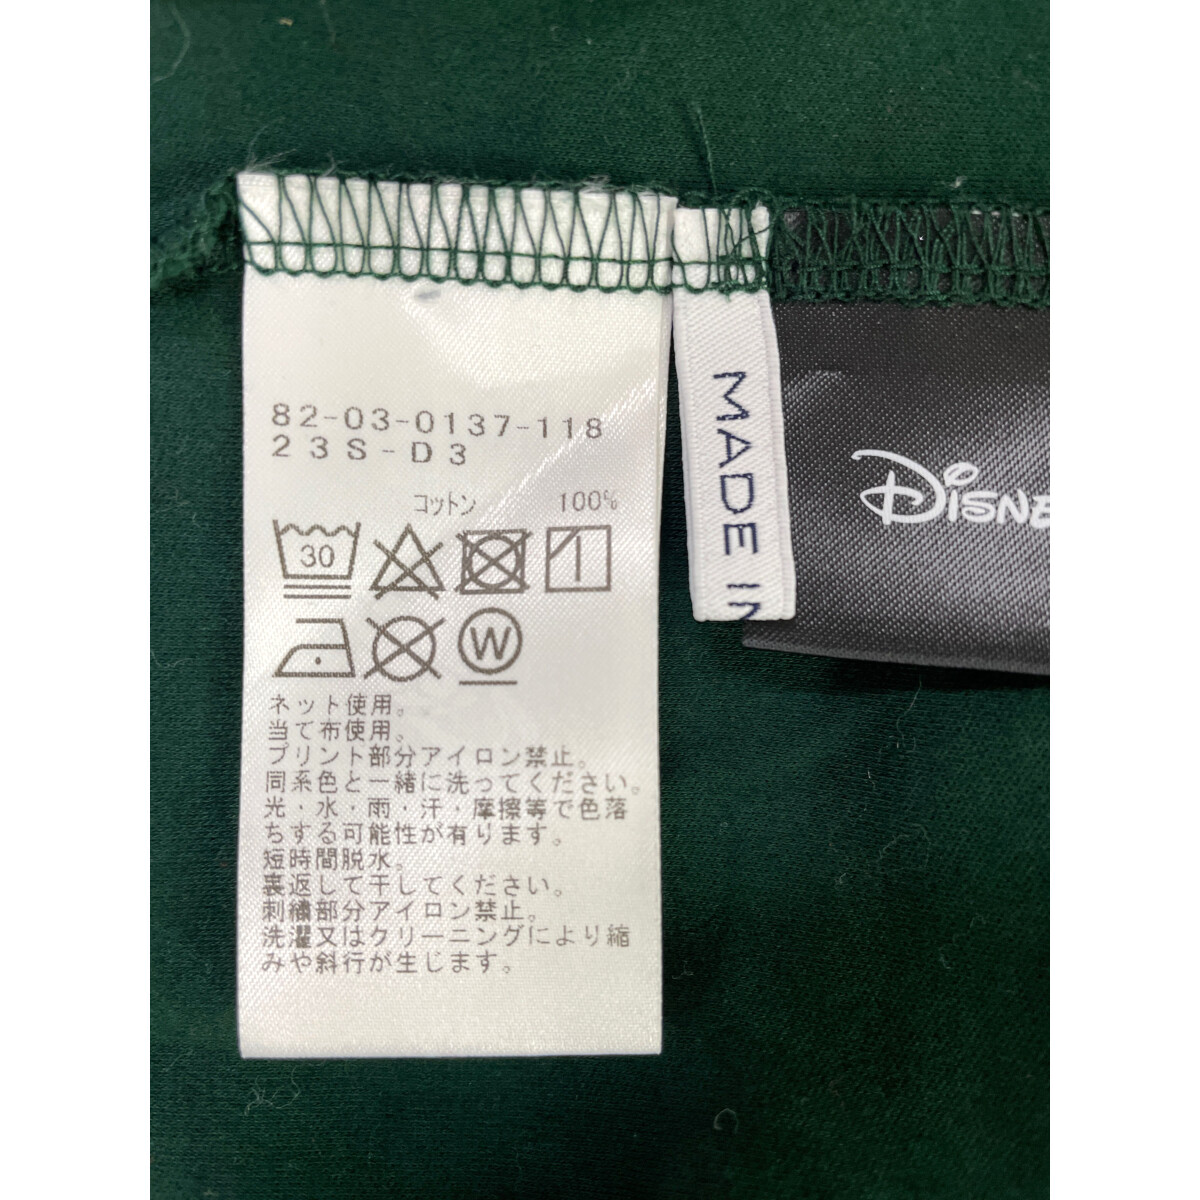 82-03-0137-118
23S-D3
コットン 100%
30
W
ネット使用。
当て布使用。
プリント部分アイロン禁止。
同系色と一緒に洗ってください。
光・水・雨・汗・摩擦等で色落
ちする可能性が有ります。
短時間脱水。
裏返して干してください。
刺繍部分アイロン禁止。
洗濯又はクリーニングにより縮
みや斜行が生じます。
MADE IN
DISNE